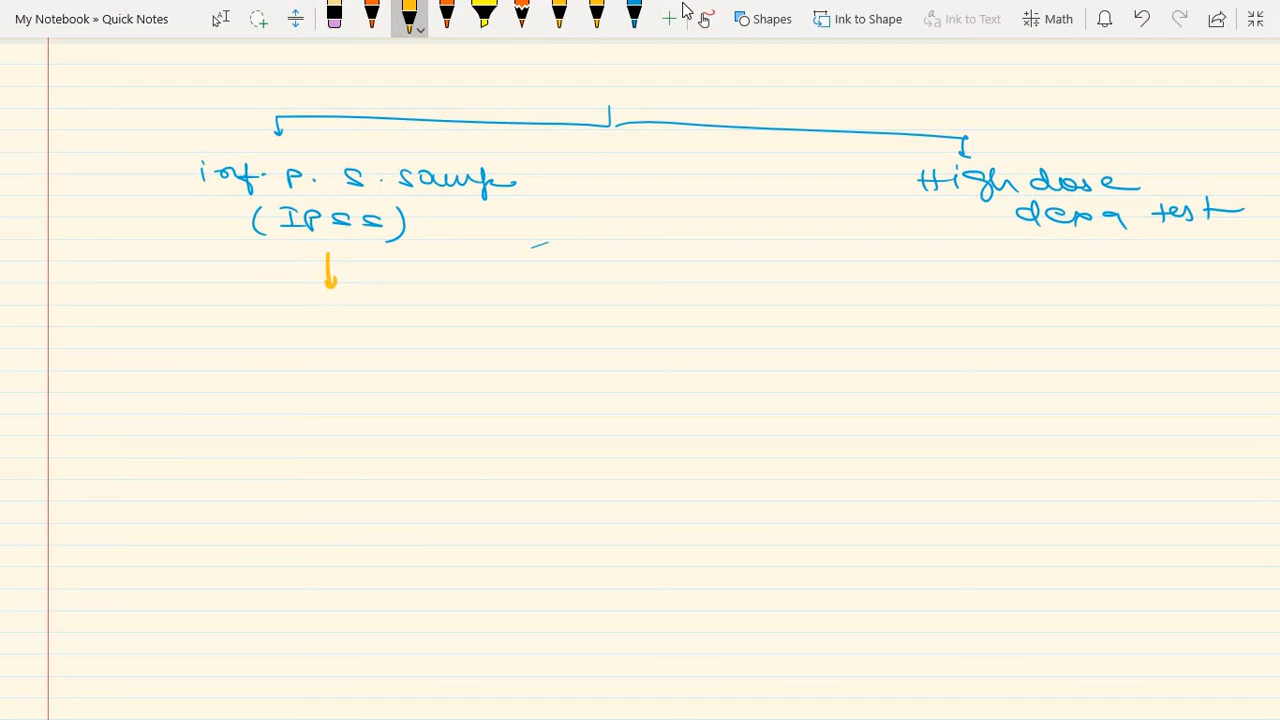 My Notebook » Quick Notes
Shapes
Ink to Shape
Ink to Text
Math
inf. P. S. samp
(IPSS)
High dose
dexa test